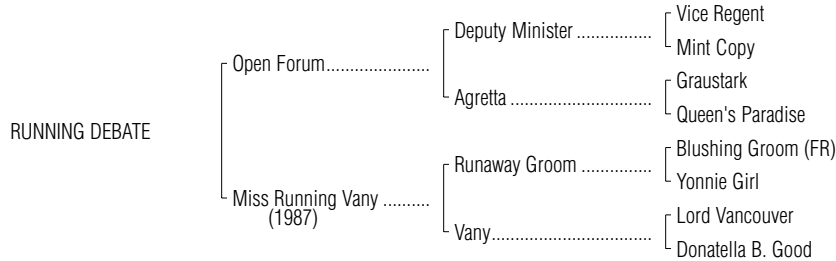 Vice Regent
Deputy Minister ................
Mint Copy
Open Forum......................
Graustark
Agretta ..............................
Queen's Paradise
RUNNING DEBATE
Blushing Groom (FR)
Runaway Groom ...............
Yonnie Girl
Miss Running Vany ..........
(1987)
Lord Vancouver
Vany..................................
Donatella B. Good